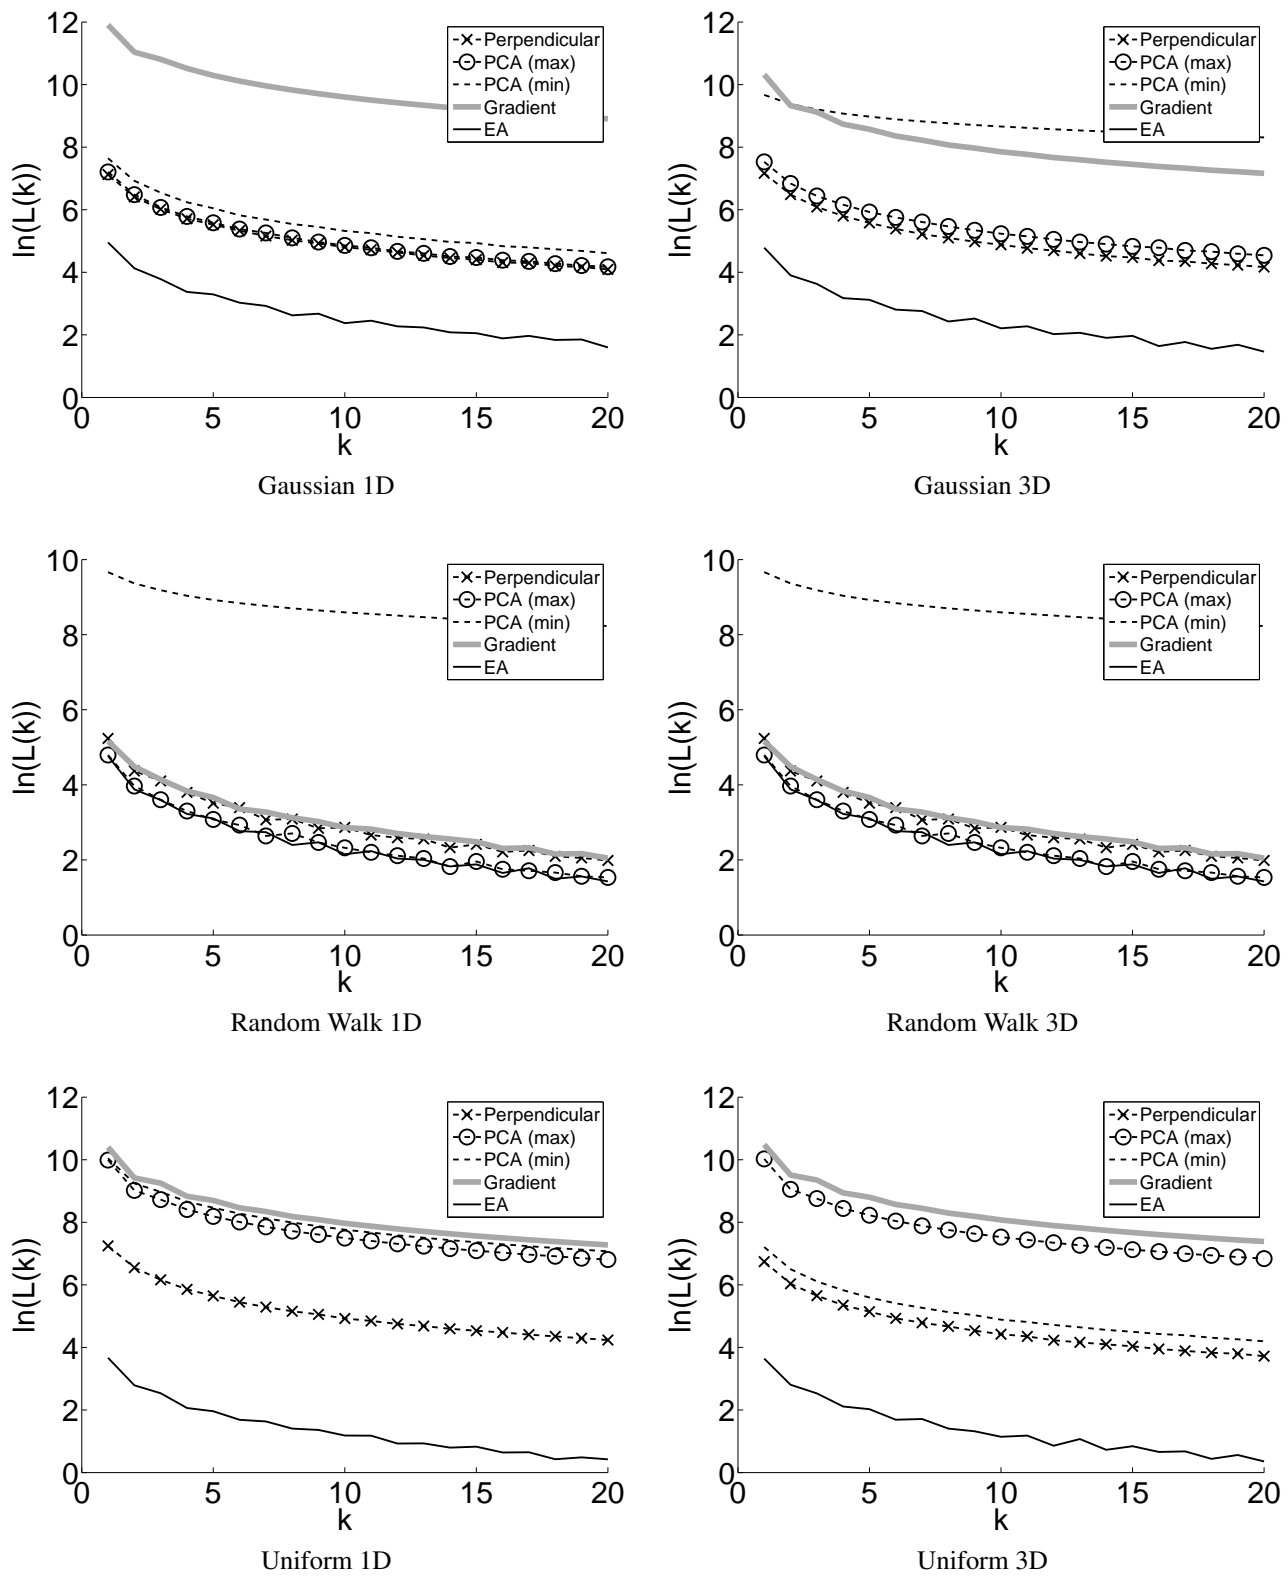 12
10
8
6
4
2
0
ln(L(k))
0 5 10 15 20
k
Perpendicular
PCA (max)
PCA (min)
Gradient
EA
Gaussian 1D
12
10
8
6
4
2
0
ln(L(k))
0 5 10 15 20
k
Perpendicular
PCA (max)
PCA (min)
Gradient
EA
Gaussian 3D
10
8
6
4
2
0
ln(L(k))
0 5 10 15 20
k
Perpendicular
PCA (max)
PCA (min)
Gradient
EA
Random Walk 1D
10
8
6
4
2
0
ln(L(k))
0 5 10 15 20
k
Perpendicular
PCA (max)
PCA (min)
Gradient
EA
Random Walk 3D
12
10
8
6
4
2
0
ln(L(k))
0 5 10 15 20
k
Perpendicular
PCA (max)
PCA (min)
Gradient
EA
Uniform 1D
12
10
8
6
4
2
0
ln(L(k))
0 5 10 15 20
k
Perpendicular
PCA (max)
PCA (min)
Gradient
EA
Uniform 3D